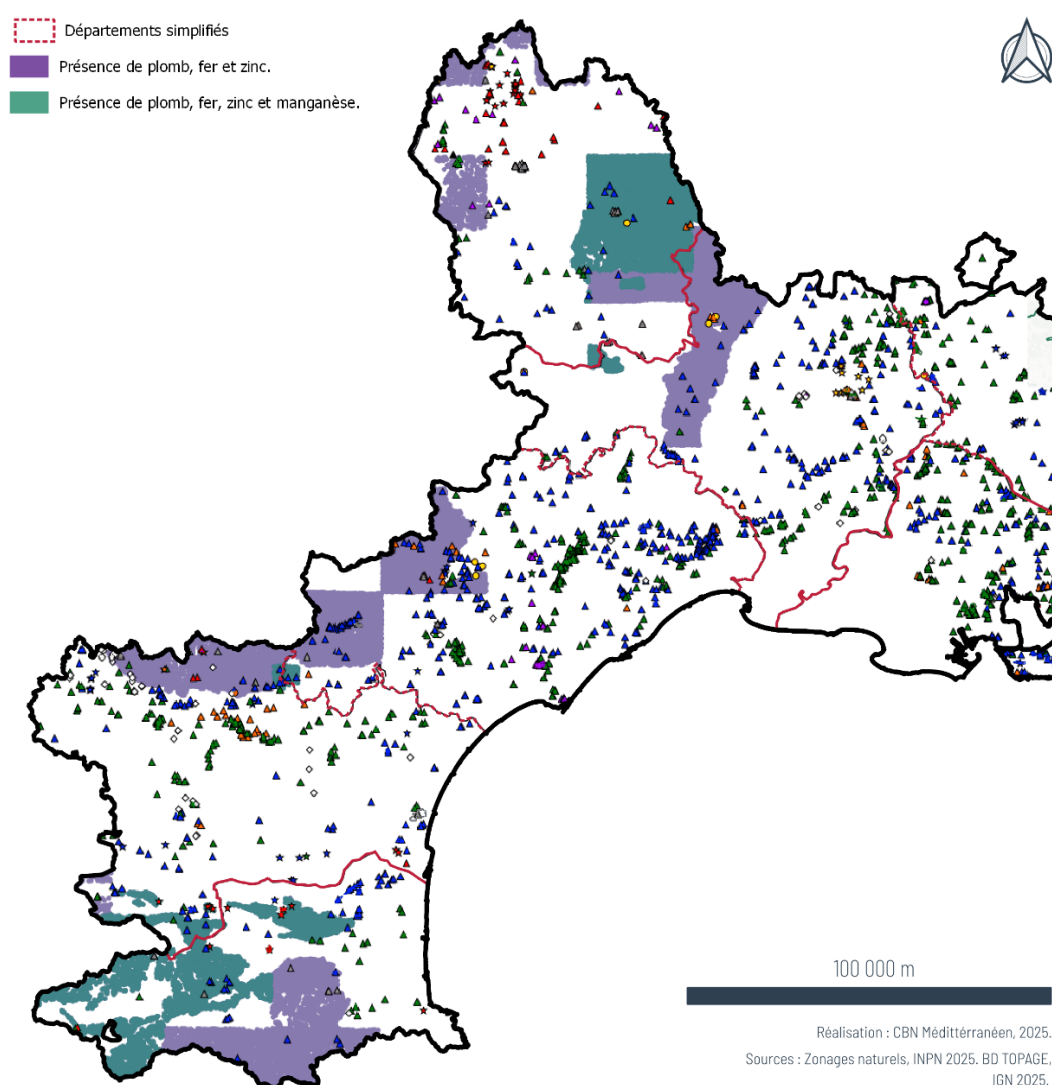 Départements simplifiés
Présence de plomb, fer et zinc.
Présence de plomb, fer, zinc et manganèse.
100 000 m
Réalisation : CBN Méditterranéen, 2025.
Sources : Zonages naturels, INPN 2025. BD TOPAGE,
IGN 2025.